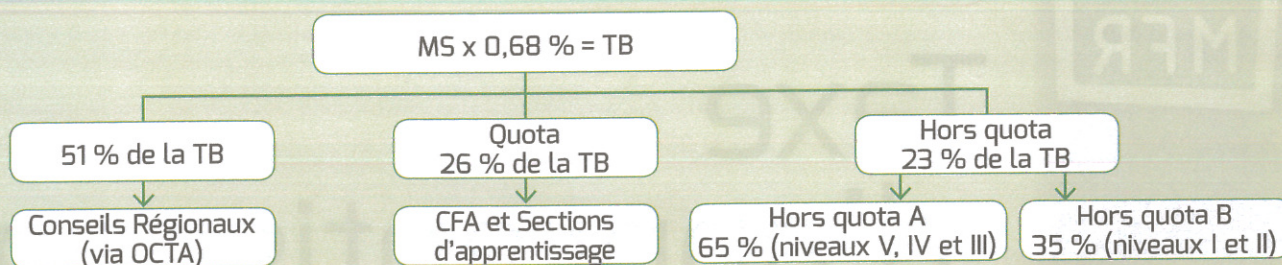 MS x 0,68 % = TB
51 % de la TB
Quota
26 % de la TB
Hors quota
23 % de la TB
Conseils Régionaux
(via OCTA)
CFA et Sections
d'apprentissage
Hors quota A
65 % (niveaux V, IV et III)
Hors quota B
35 % (niveaux I et II)
MFR
Taxe